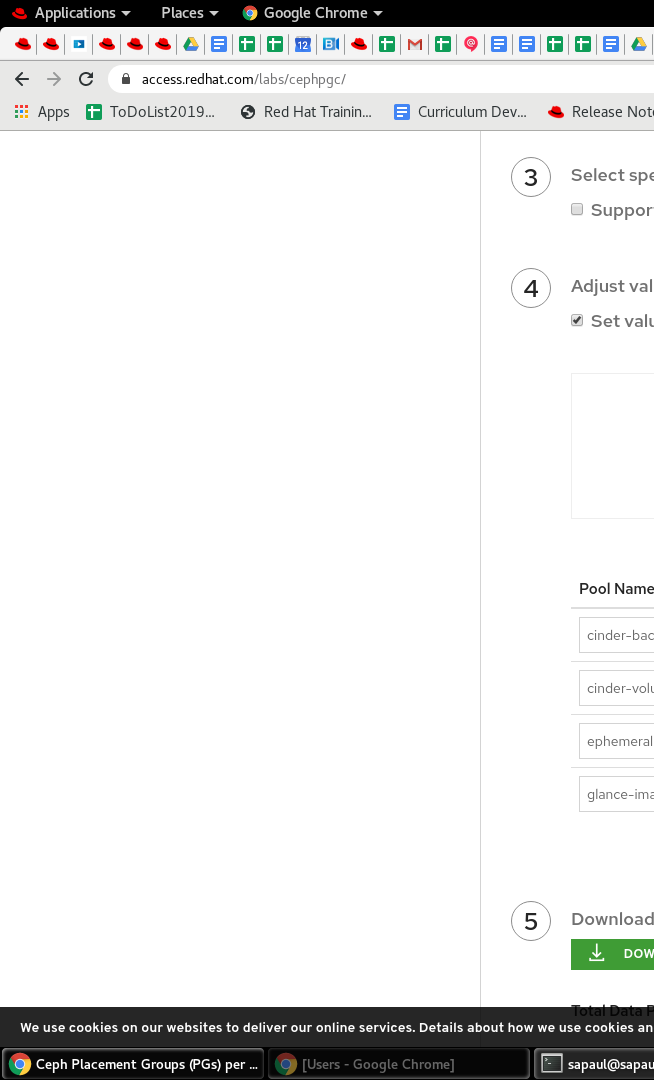 Applications Places Google Chrome
12
access.redhat.com/labs/cephpgc/
Apps ToDoList2019... Red Hat Trainin... Curriculum Dev... Release Not
3 Select spe
Suppor
4 Adjust val
Set valu
Pool Name
cinder-bac
cinder-volu
ephemeral
glance-ima
5 Download
DOW
Total Data P
We use cookies on our websites to deliver our online services. Details about how we use cookies an
Ceph Placement Groups (PGs) per ... [Users - Google Chrome] sapaul@sapau